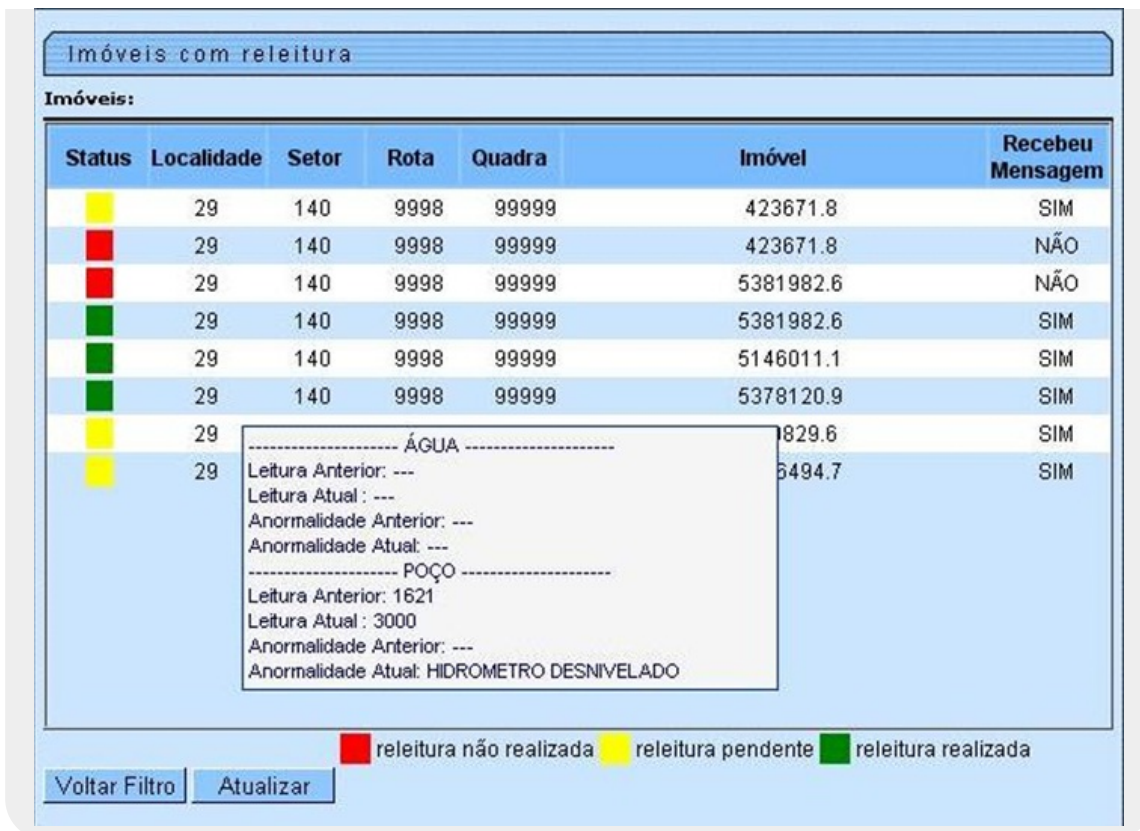 Imóveis com releitura
Imóveis:
Status Localidade Setor Rota Quadra Imóvel Recebeu Mensagem
29 140 9998 99999 423671.8 SIM
29 140 9998 99999 423671.8 NÃO
29 140 9998 99999 5381982.6 NÃO
29 140 9998 99999 5381982.6 SIM
29 140 9998 99999 5146011.1 SIM
29 140 9998 99999 5378120.9 SIM
29 829.6 SIM
29 6494.7 SIM
--------------------- ÁGUA ---------------------
Leitura Anterior: ---
Leitura Atual : ---
Anormalidade Anterior: ---
Anormalidade Atual: ---
--------------------- POÇO ---------------------
Leitura Anterior: 1621
Leitura Atual : 3000
Anormalidade Anterior: ---
Anormalidade Atual: HIDROMETRO DESNIVELADO
releitura não realizada releitura pendente releitura realizada
Voltar Filtro Atualizar